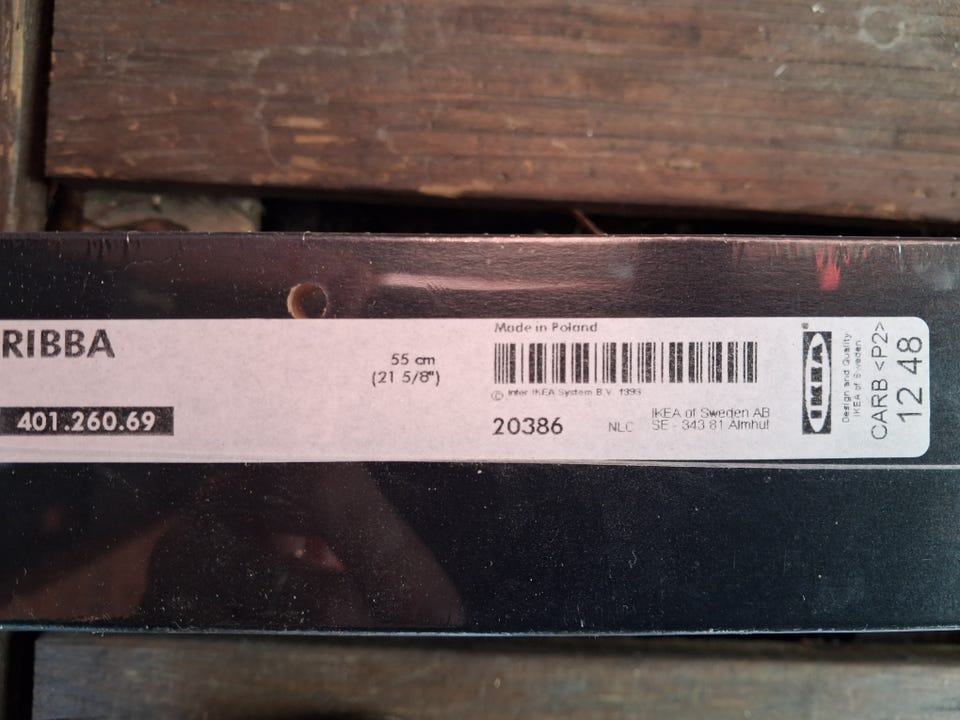 RIBBA
401.260.69
55 cm
(21 5/8")
Made in Poland
© Inter IKEA System B.V. 1999
20386
NLC
IKEA of Sweden AB
SE - 343 81 Älmhult
IKEA
Design and Quality
IKEA of Sweden
CARB <P2>
12 48